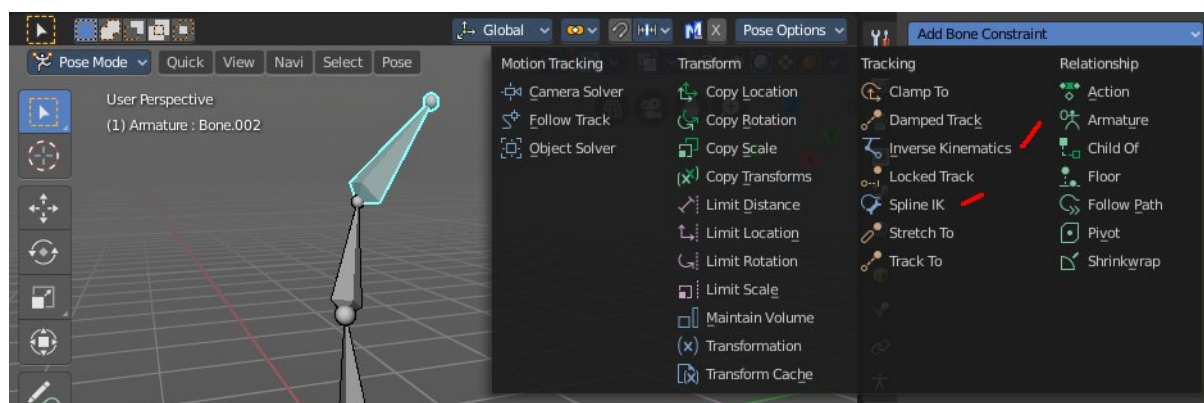 Global
X
Pose Options
Add Bone Constraint
Pose Mode
Quick
View
Navi
Select
Pose
User Perspective
(1) Armature : Bone.002
Motion Tracking
Camera Solver
Follow Track
Object Solver
Transform
Copy Location
Copy Rotation
Copy Scale
Copy Transforms
Limit Distance
Limit Location
Limit Rotation
Limit Scale
Maintain Volume
Transformation
Transform Cache
Tracking
Clamp To
Damped Track
Inverse Kinematics
Locked Track
Spline IK
Stretch To
Track To
Relationship
Action
Armature
Child Of
Floor
Follow Path
Pivot
Shrinkwrap